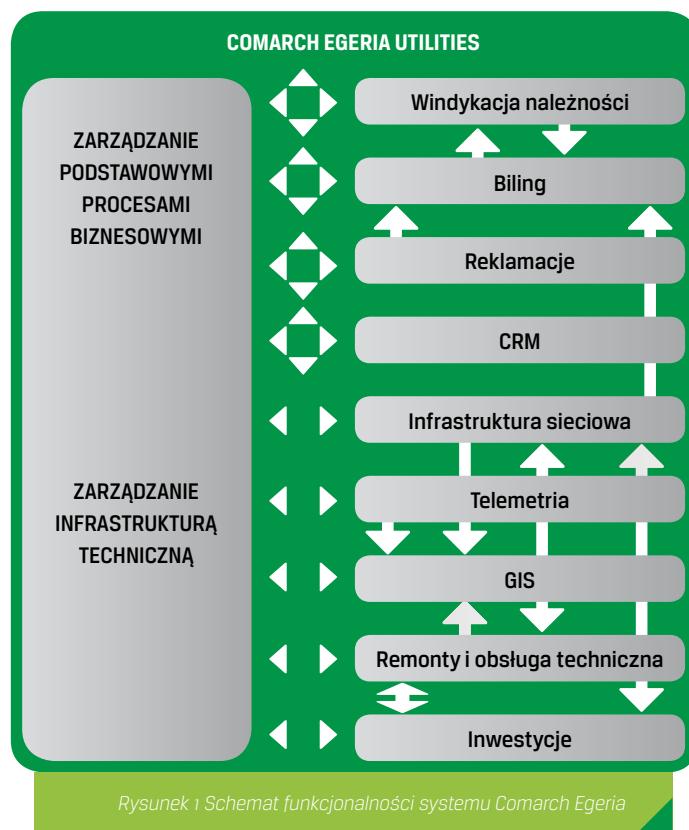 COMARCH EGERIA UTILITIES
ZARZĄDZANIE
PODSTAWOWYMI
PROCESAMI
BIZNESOWYMI
ZARZĄDZANIE
INFRASTRUKTURĄ
TECHNICZNĄ
Windykacja należności
Biling
Reklamacje
CRM
Infrastruktura sieciowa
Telemetria
GIS
Remonty i obsługa techniczna
Inwestycje
Rysunek 1 Schemat funkcjonalności systemu Comarch Egeria